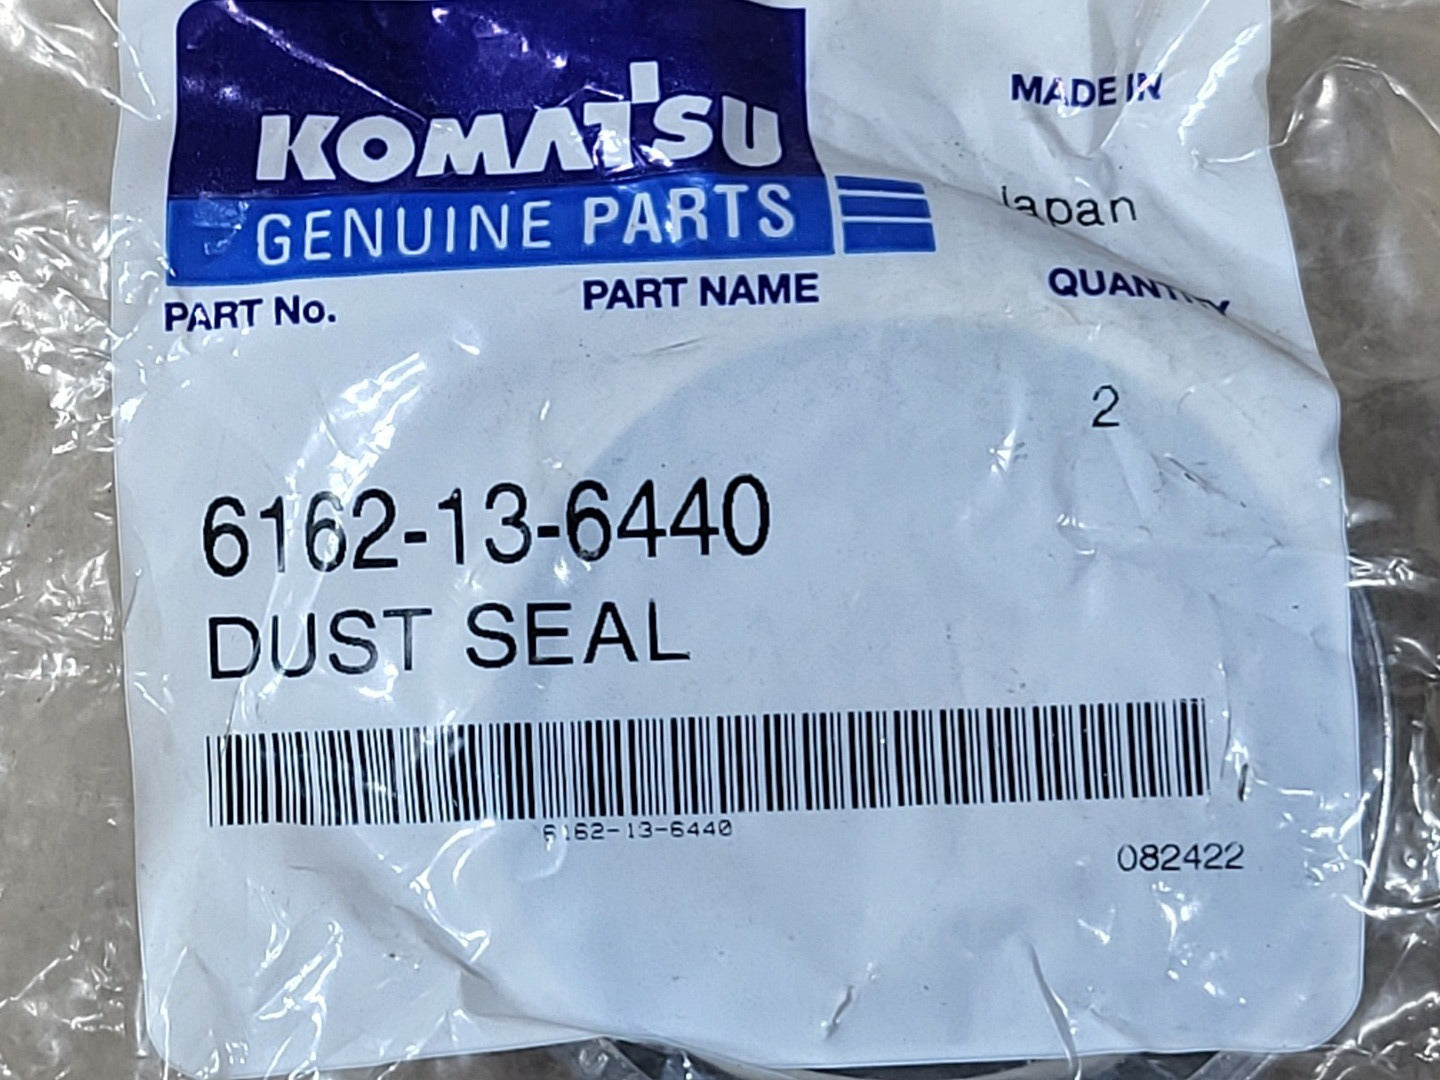 KOMATSU
GENUINE PARTS
MADE IN
Japan
PART No.
PART NAME
QUANTITY
2
6162-13-6440
DUST SEAL
6162-13-6440
082422